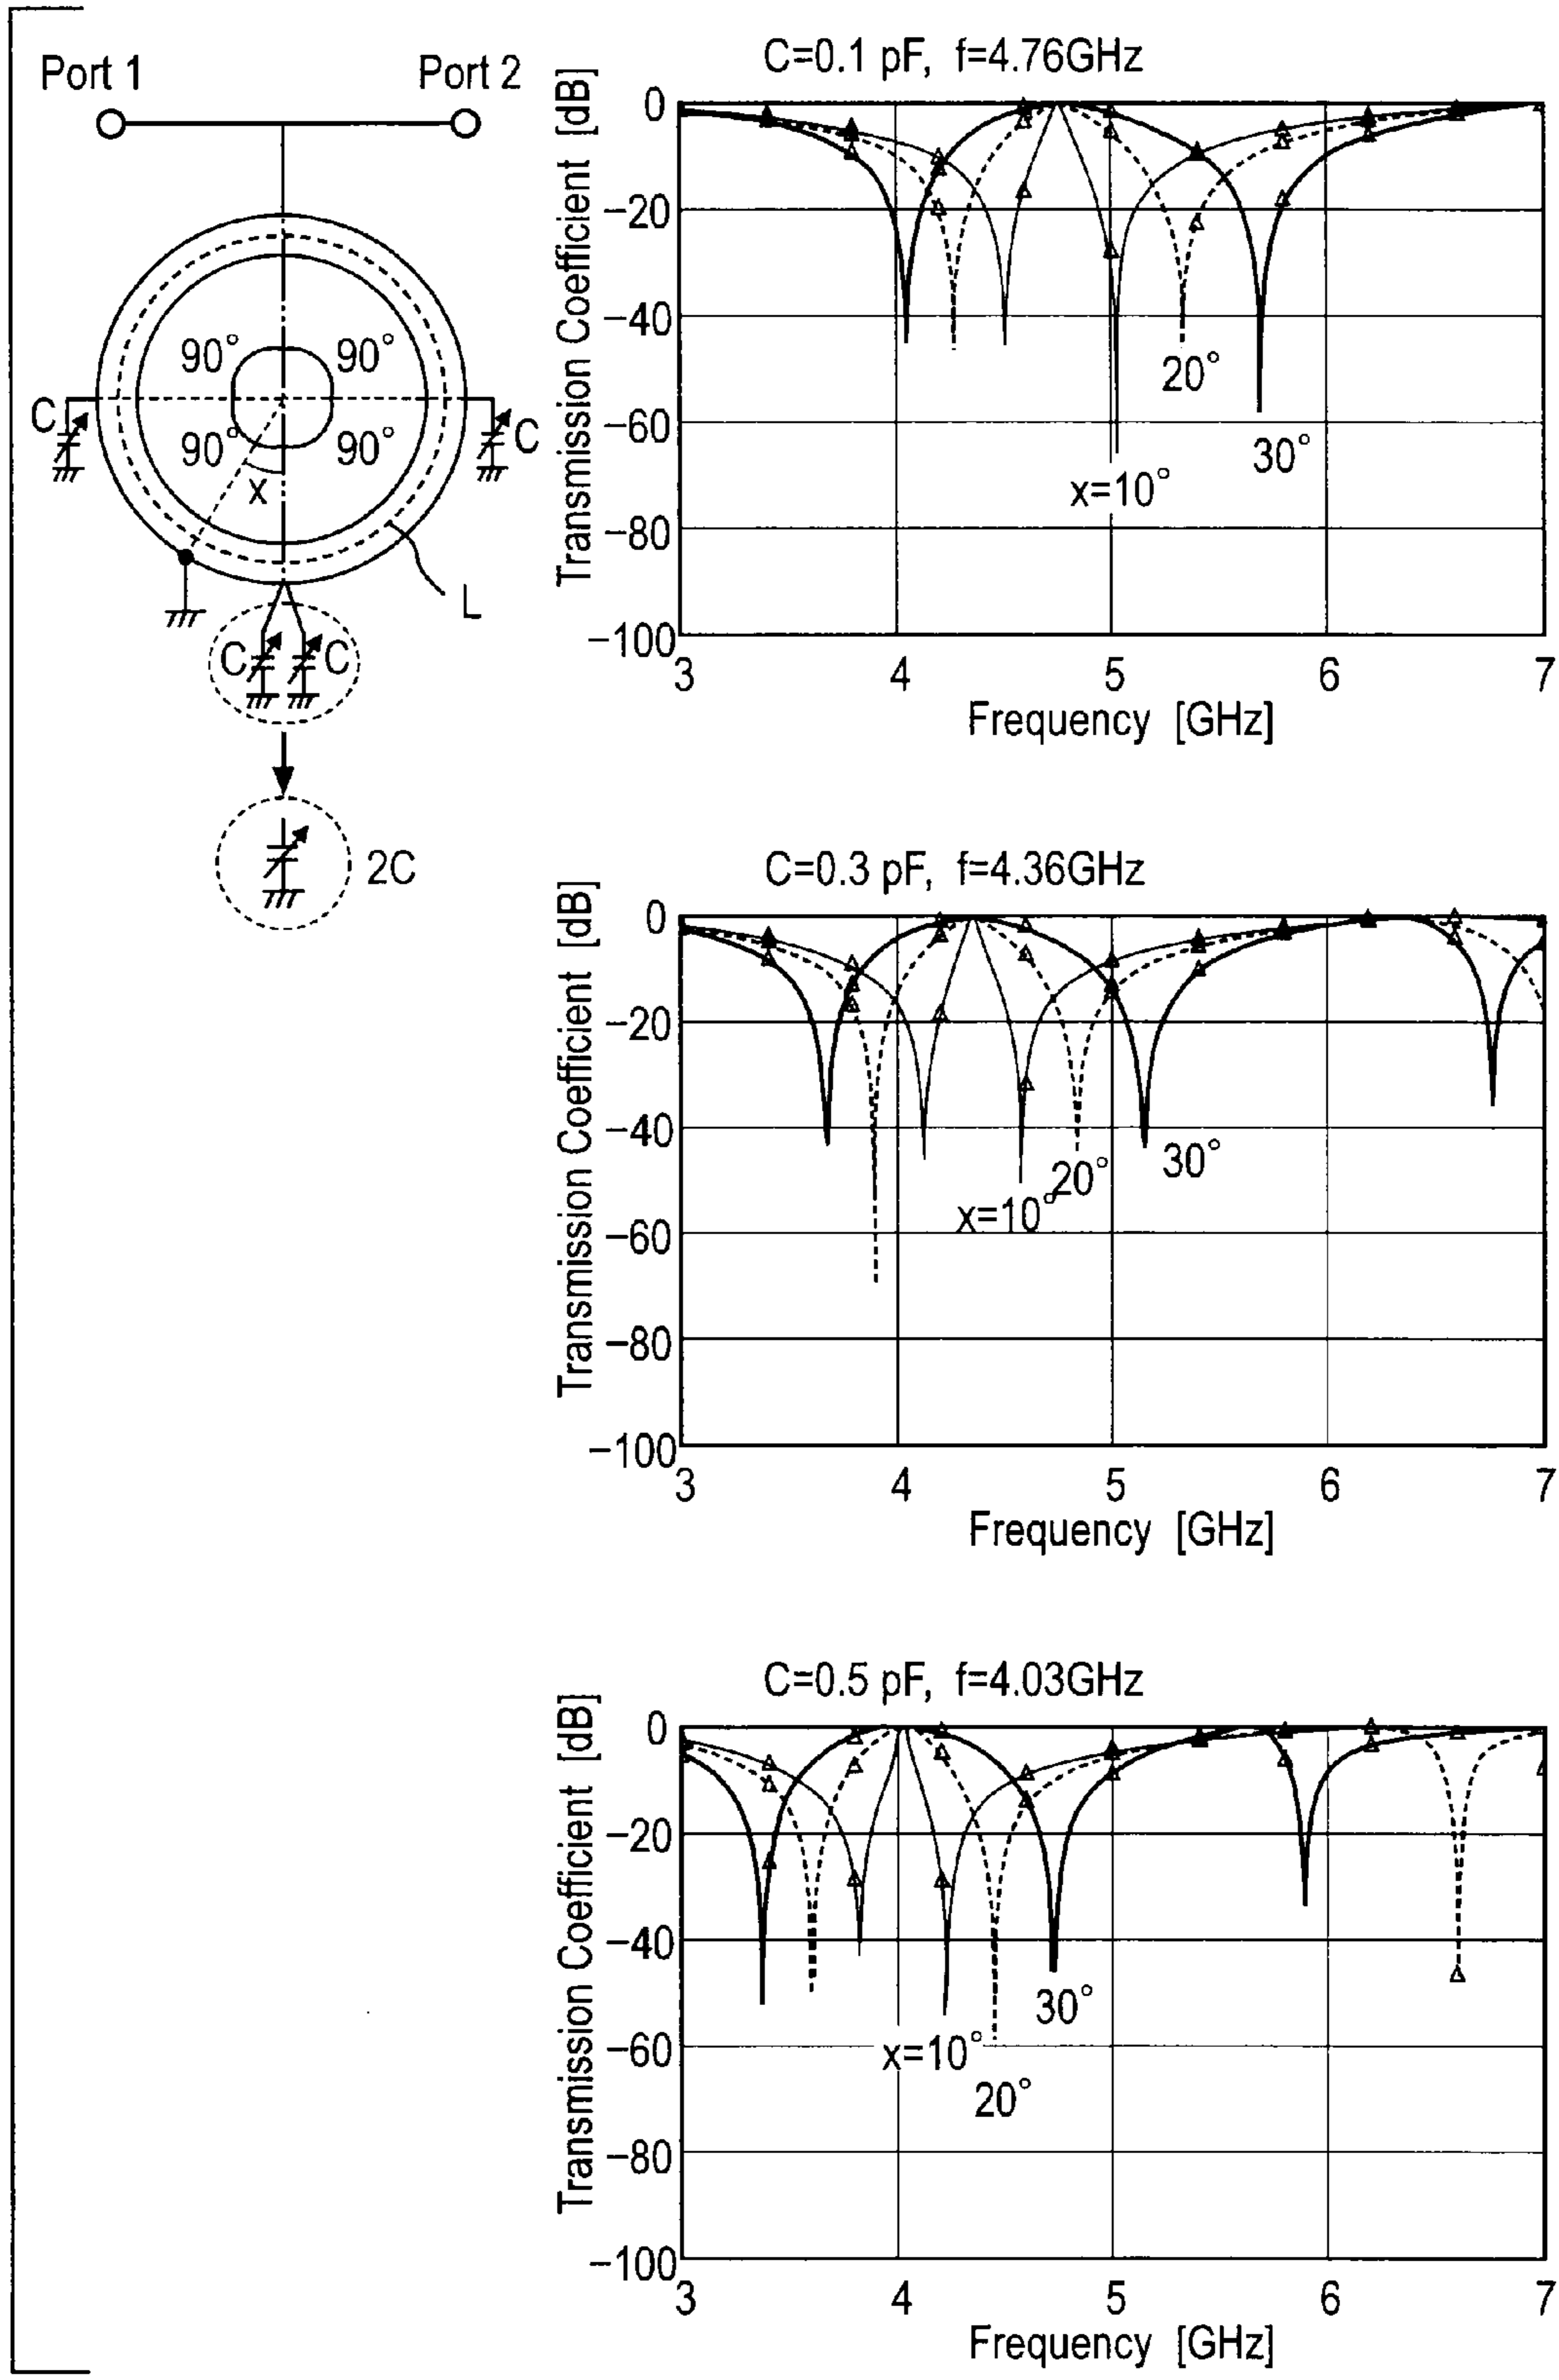 Port 1
Port 2
90°
90°
90°
90°
C
C
x
L
C
C
2C
C=0.1 pF, f=4.76GHz
Transmission Coefficient [dB]
0
−20
−40
−60
−80
−100
20°
30°
x=10°
3
4
5
6
7
Frequency [GHz]
C=0.3 pF, f=4.36GHz
Transmission Coefficient [dB]
0
−20
−40
−60
−80
−100
20°
30°
x=10°
3
4
5
6
7
Frequency [GHz]
C=0.5 pF, f=4.03GHz
Transmission Coefficient [dB]
0
−20
−40
−60
−80
−100
30°
x=10°
20°
3
4
5
6
7
Frequency [GHz]